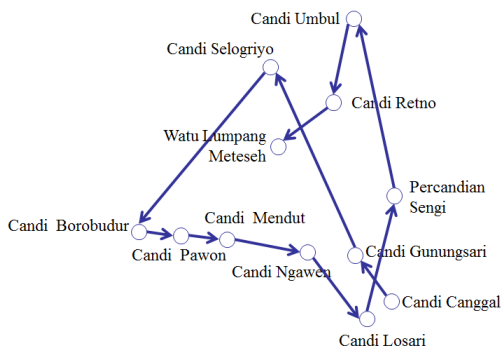 Candi Umbul
Candi Selogriyo
Candi Retno
Watu Lumpang
Meteseh
Percandian
Sengi
Candi Borobudur
Candi Mendut
Candi Pawon
Candi Ngawen
Candi Gunungsari
Candi Canggal
Candi Losari